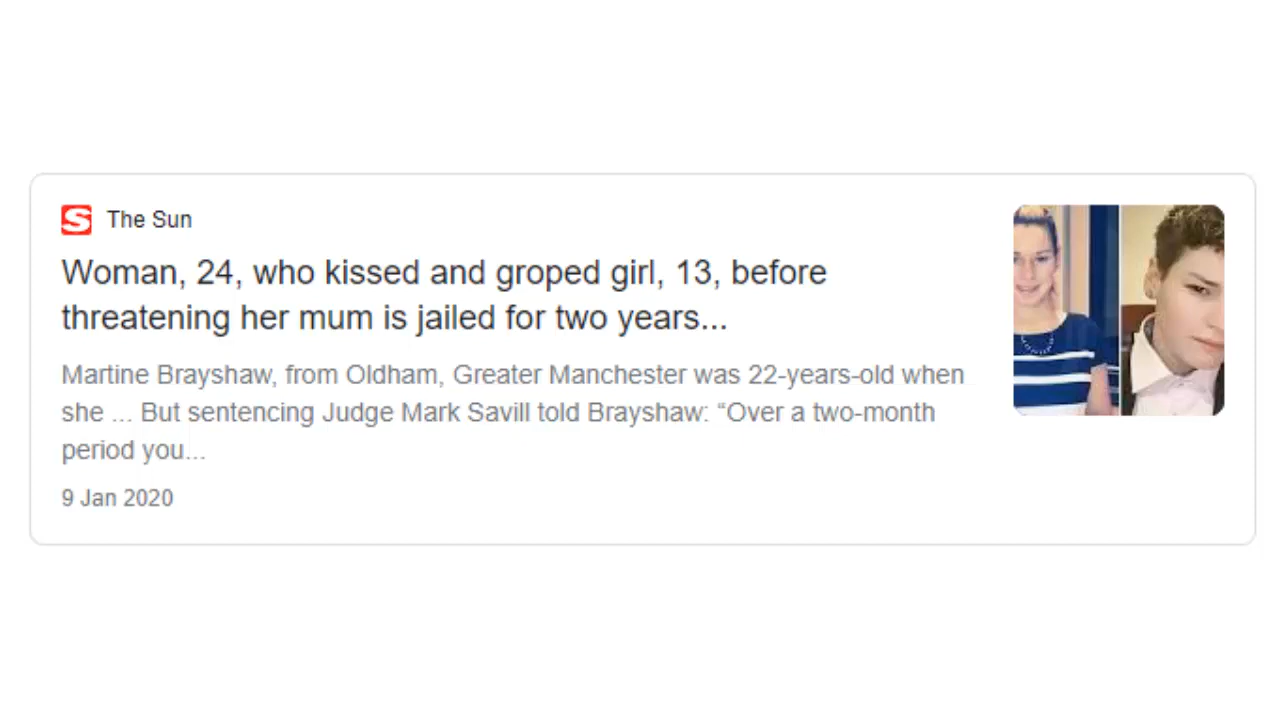 The Sun
Woman, 24, who kissed and groped girl, 13, before
threatening her mum is jailed for two years...
Martine Brayshaw, from Oldham, Greater Manchester was 22-years-old when
she ... But sentencing Judge Mark Savill told Brayshaw: “Over a two-month
period you...
9 Jan 2020